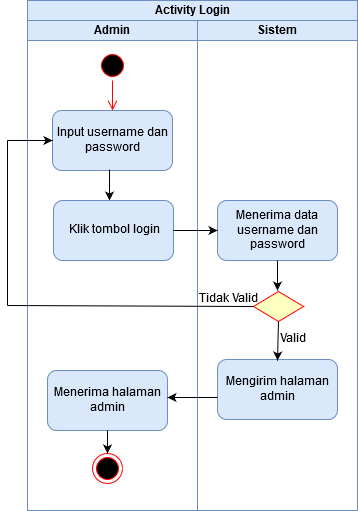 Activity Login
Admin
Sistem
Input username dan
password
Klik tombol login
Menerima data
username dan
password
Tidak Valid
Valid
Mengirim halaman
admin
Menerima halaman
admin